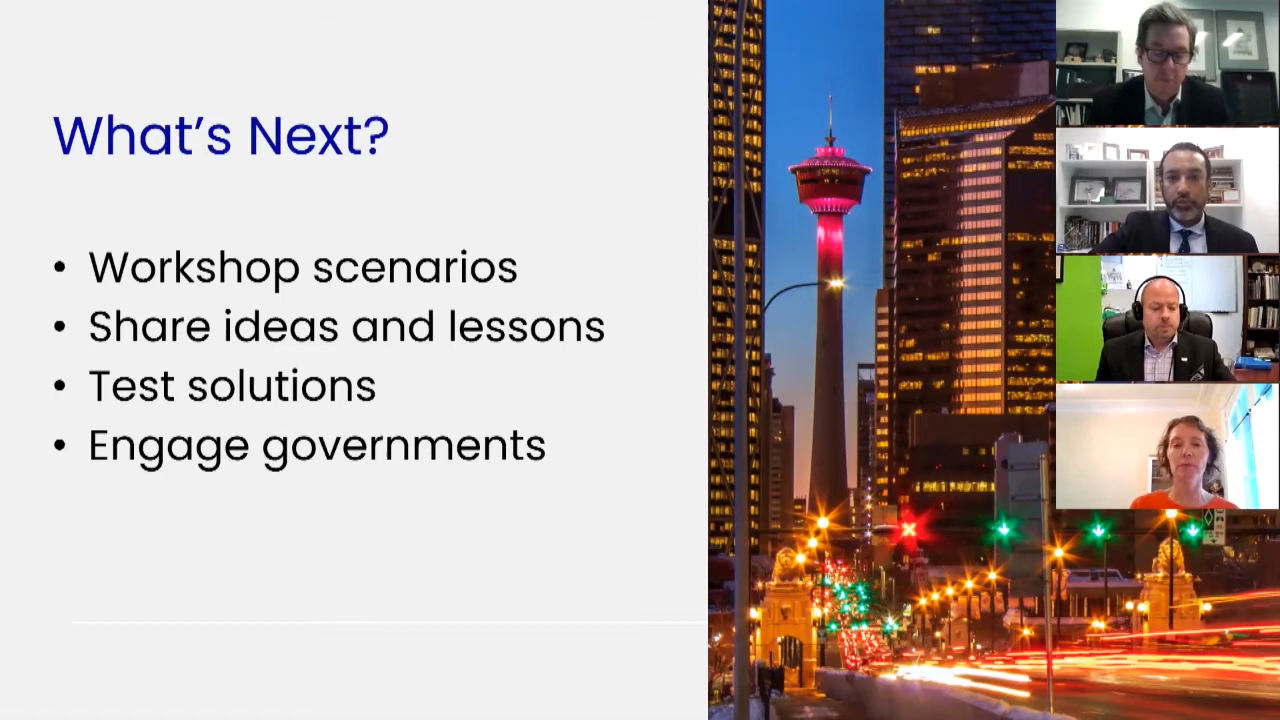 What's Next?
• Workshop scenarios
• Share ideas and lessons
• Test solutions
• Engage governments